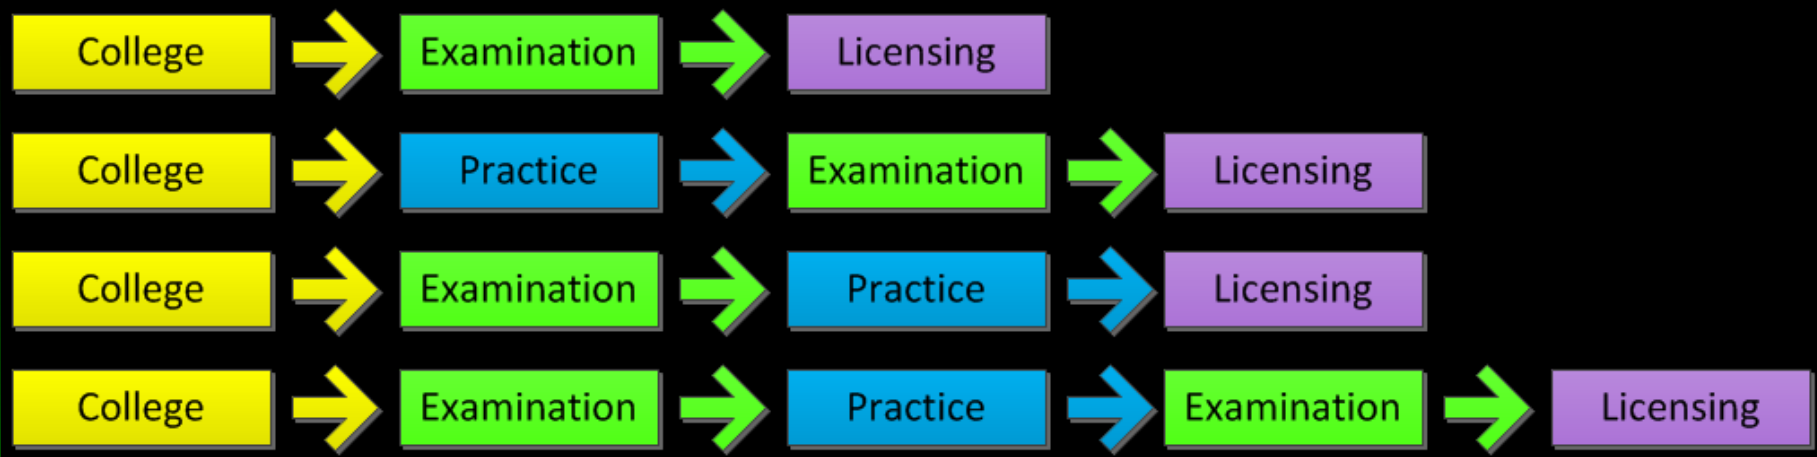 College Examination Licensing
College Practice Examination Licensing
College Examination Practice Licensing
College Examination Practice Examination Licensing